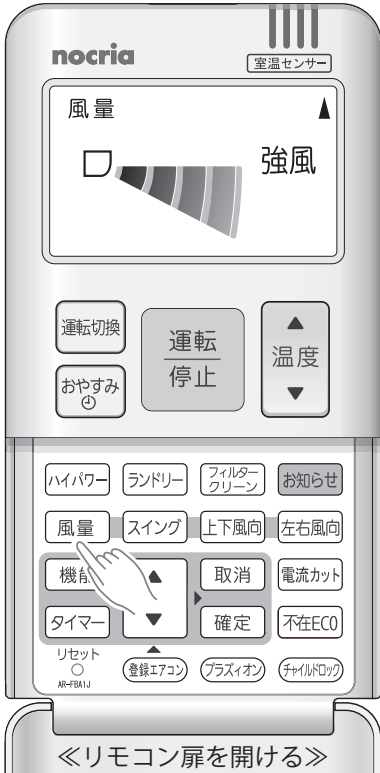 nocria
室温センサー
風量
強風
運転切換
運転
停止
温度
おやすみ
ハイパワー
ランドリー
フィルター
クリーン
お知らせ
風量
スイング
上下風向
左右風向
機能
取消
電流カット
タイマー
確定
不在ECO
リセット
AR-FBA1J
登録エアコン
プラズィオン
チャイルドロック
≪リモコン扉を開ける≫